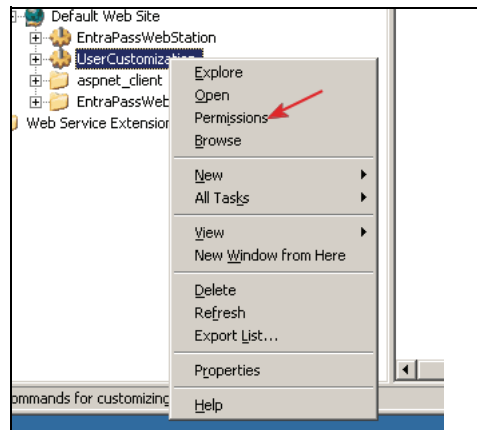 Default Web Site
EntraPassWebStation
UserCustomiza
aspnet_client
EntraPassWeb
Web Service Extension
Explore
Open
Permissions
Browse
New
All Tasks
View
New Window from Here
Delete
Refresh
Export List...
Properties
Help
ommands for customizing